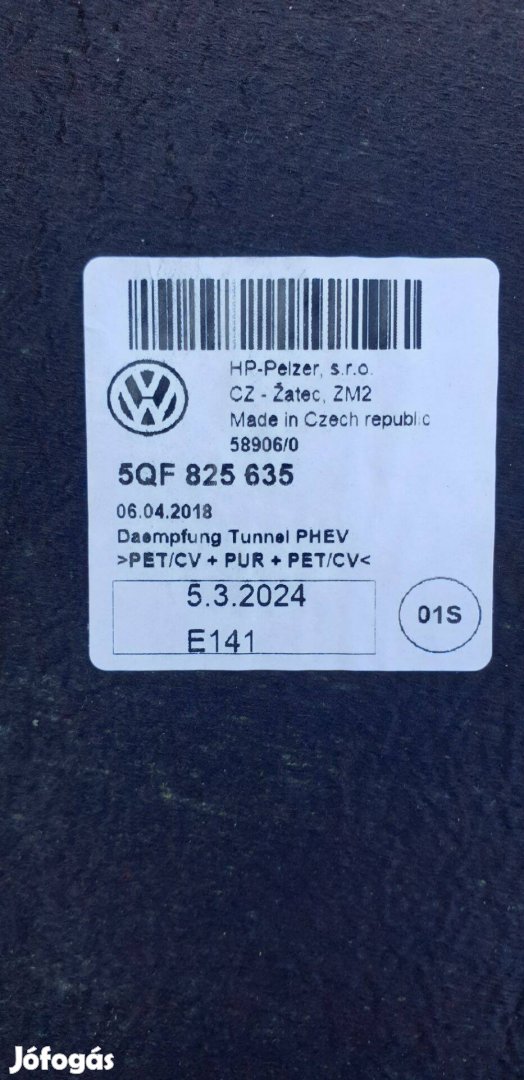 HP-Pelzer, s.r.o.
CZ - Žatec, ZM2
Made in Czech republic
58906/0
5QF 825 635
06.04.2018
Daempfung Tunnel PHEV
>PET/CV + PUR + PET/CV<
5.3.2024
E141
01S
Jófogás